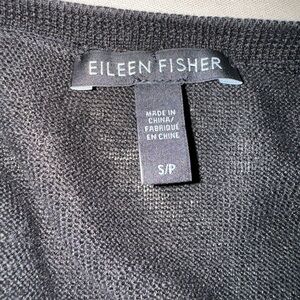 EILEEN FISHER
MADE IN
CHINA/
FABRIQUÉ
EN CHINE
S/P